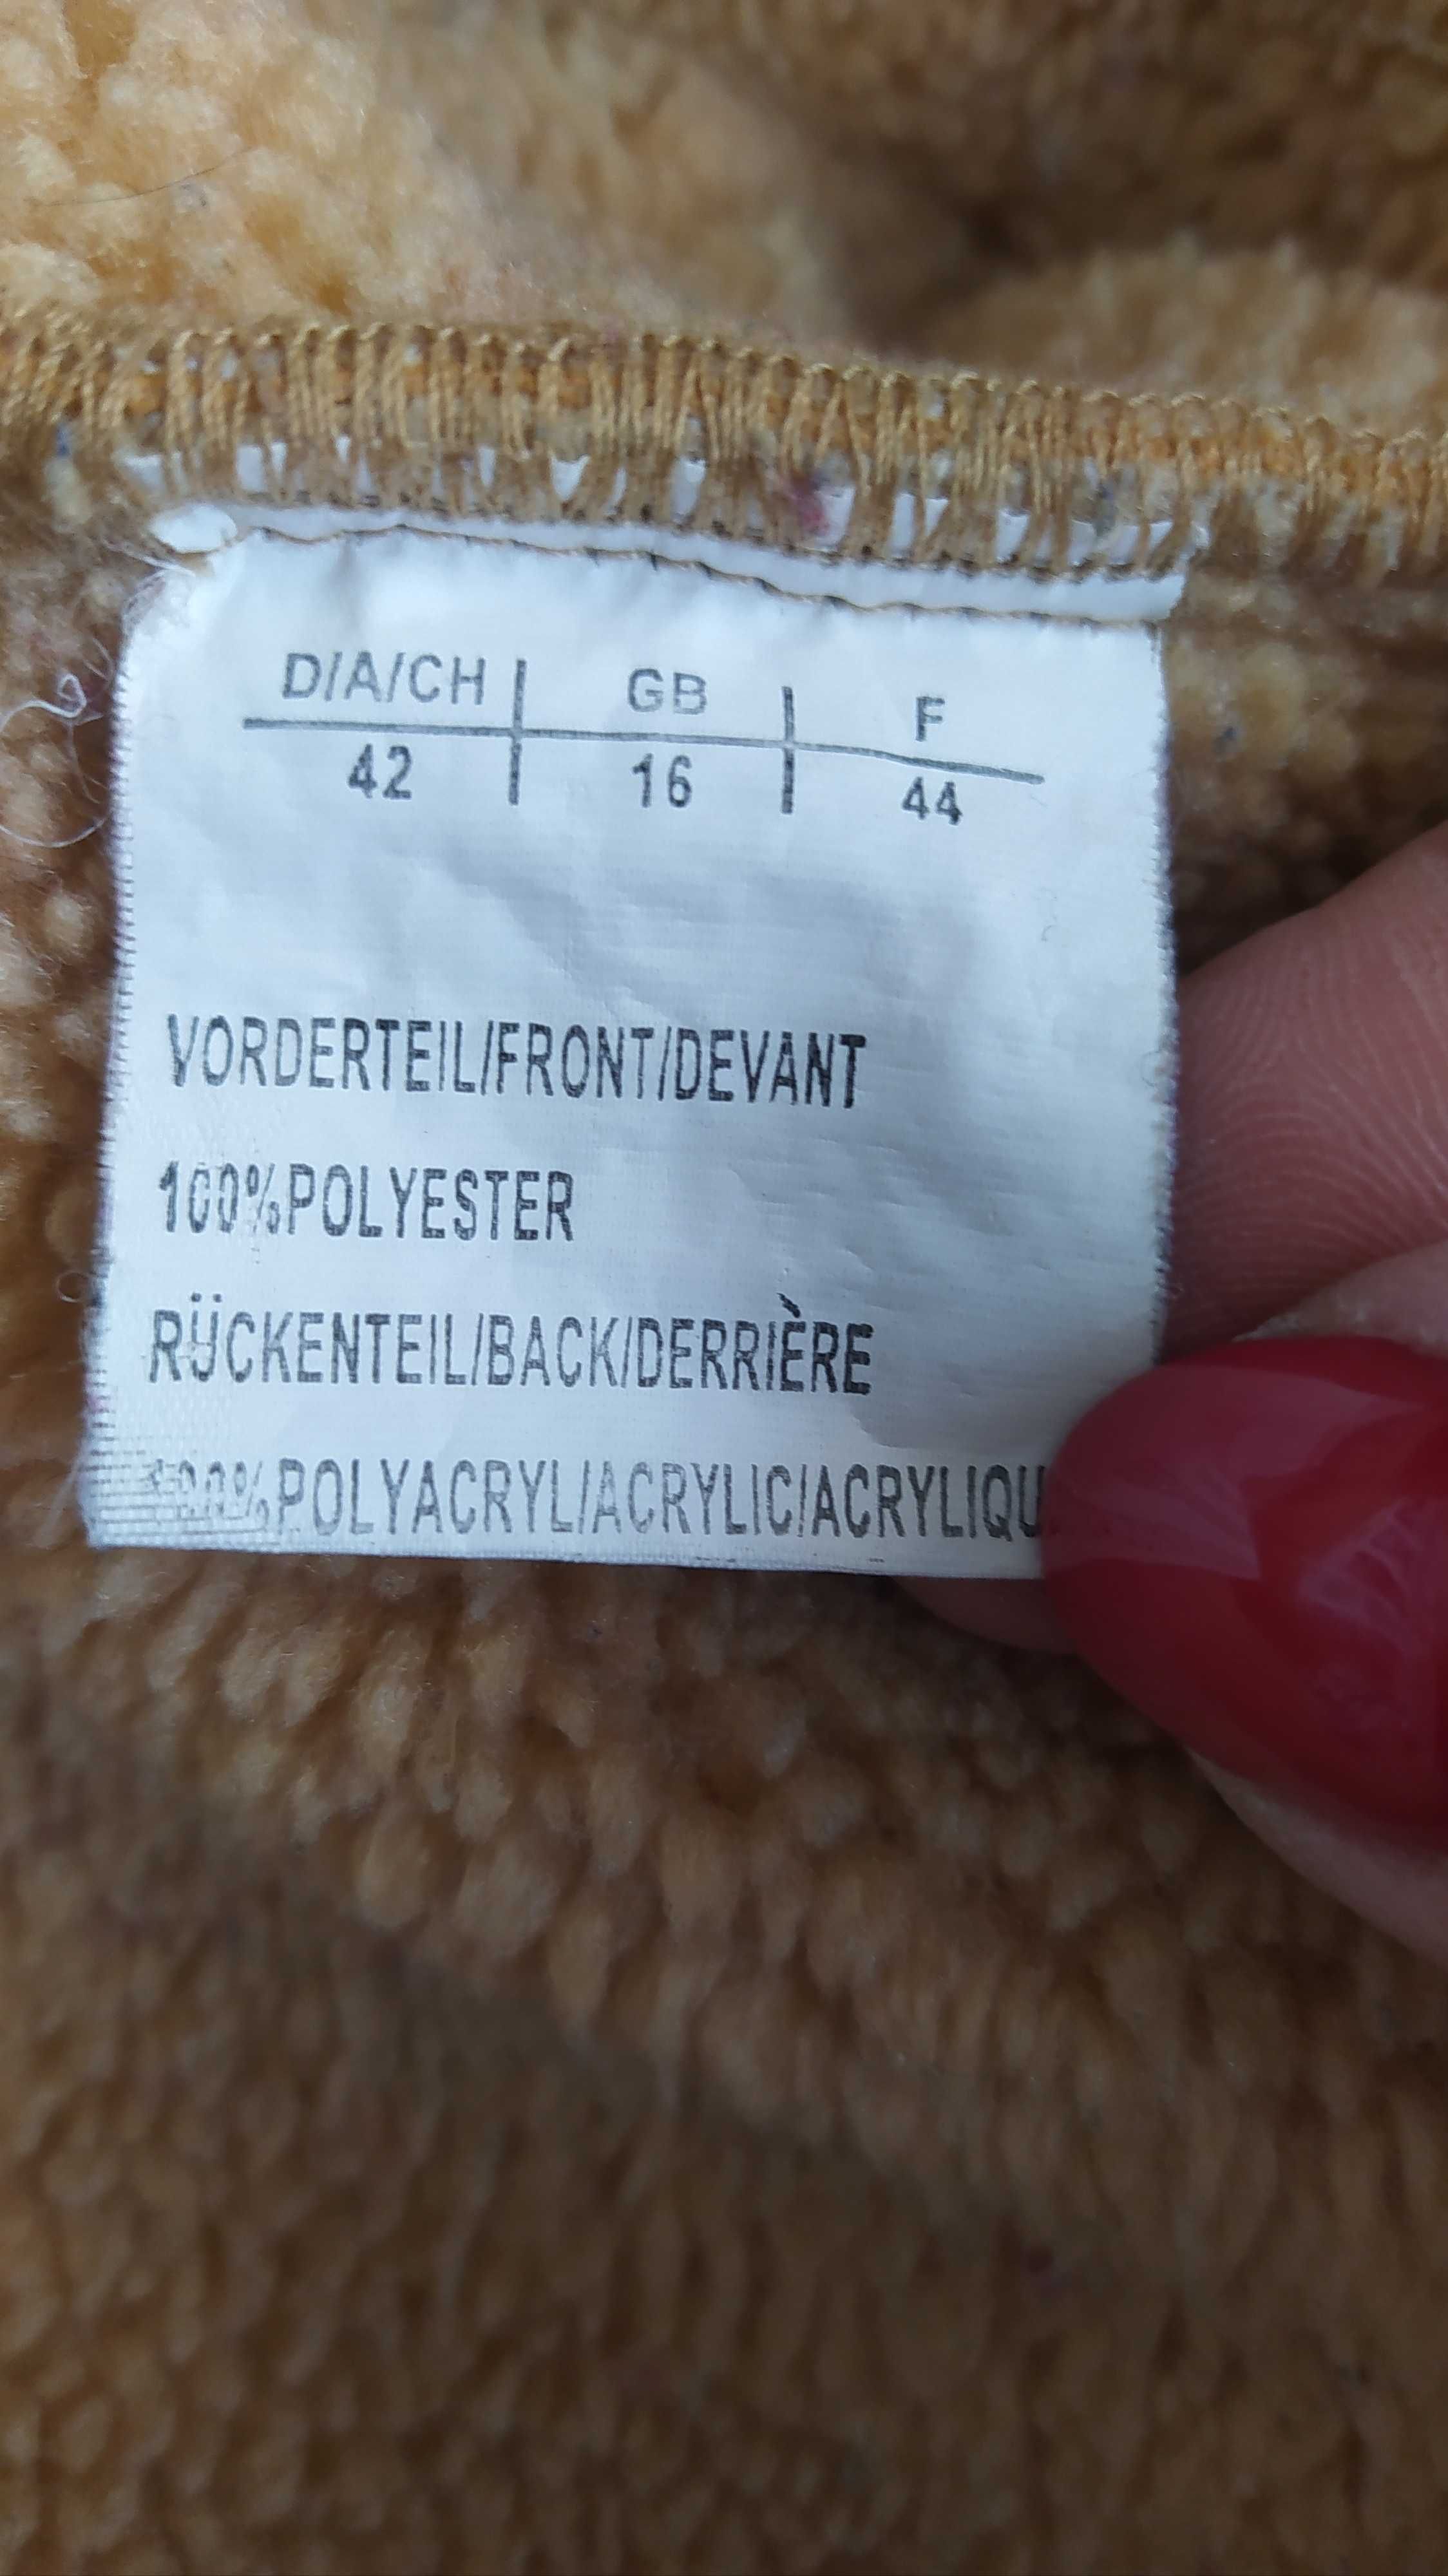 D/A/CH | GB | F
42 | 16 | 44
VORDERTEIL/FRONT/DEVANT
100%POLYESTER
RÜCKENTEIL/BACK/DERRIÈRE
100%POLYACRYL/ACRYLIC/ACRYLIQU